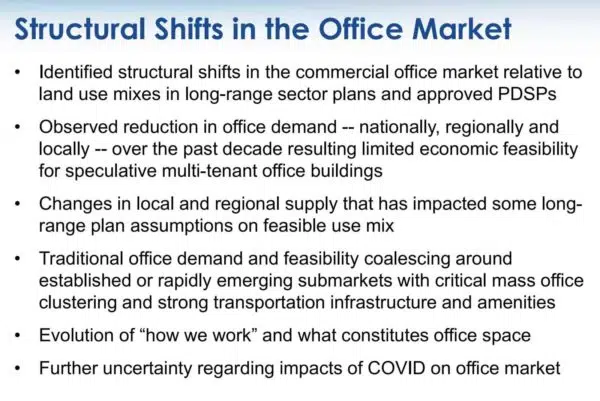 Structural Shifts in the Office Market
• Identified structural shifts in the commercial office market relative to
land use mixes in long-range sector plans and approved PDSPs
• Observed reduction in office demand -- nationally, regionally and
locally -- over the past decade resulting limited economic feasibility
for speculative multi-tenant office buildings
• Changes in local and regional supply that has impacted some long-
range plan assumptions on feasible use mix
• Traditional office demand and feasibility coalescing around
established or rapidly emerging submarkets with critical mass office
clustering and strong transportation infrastructure and amenities
• Evolution of “how we work” and what constitutes office space
• Further uncertainty regarding impacts of COVID on office market